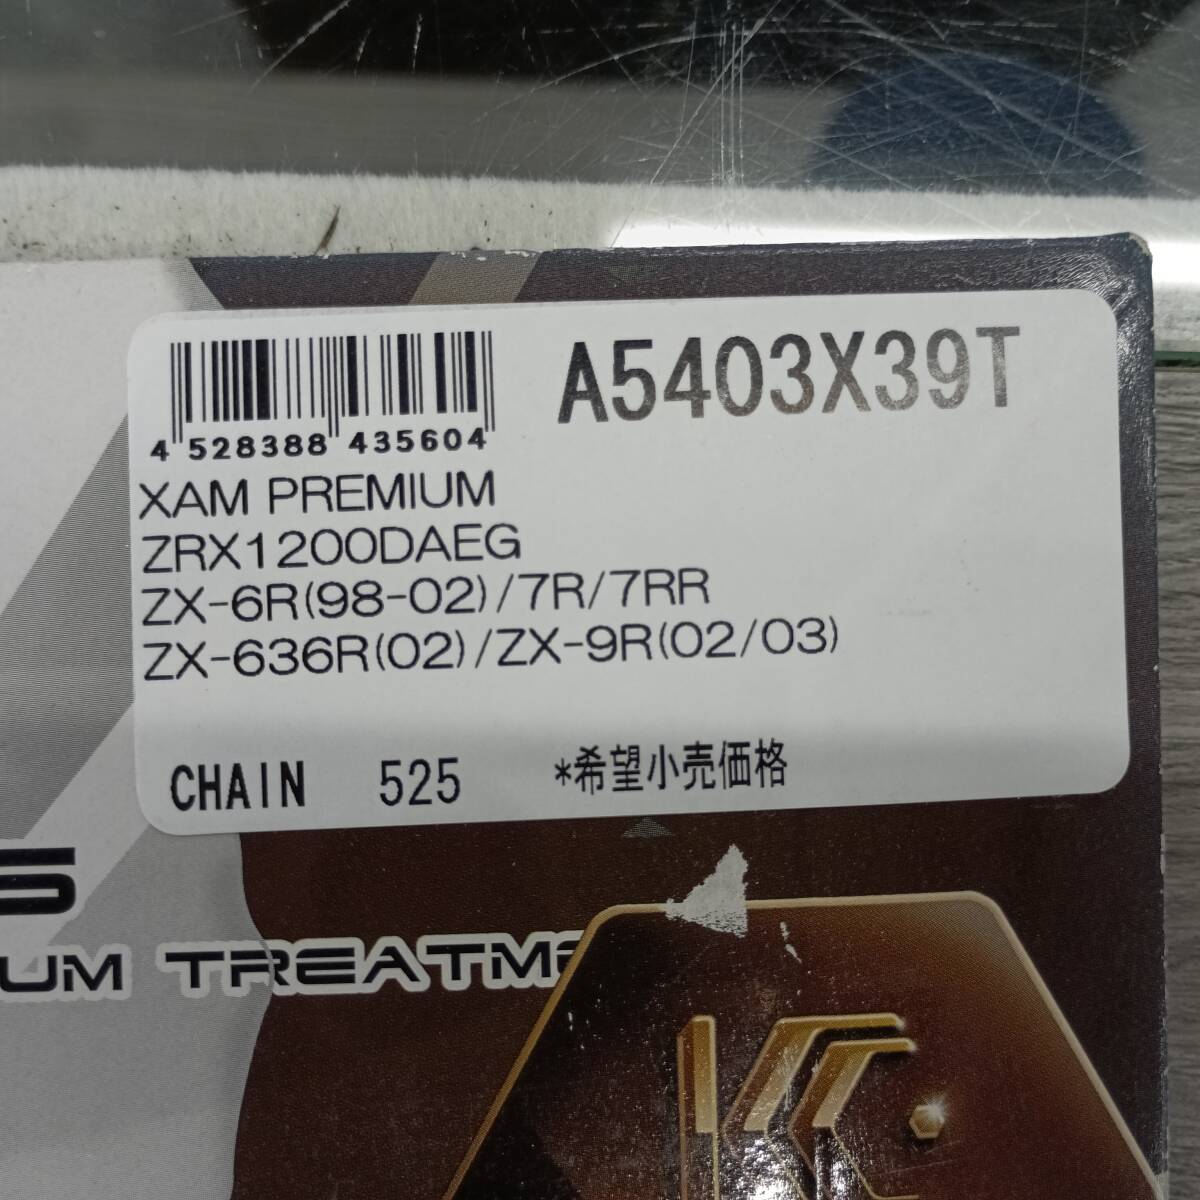 A5403X39T
4 528388 435604
XAM PREMIUM
ZRX1200DAEG
ZX-6R(98-02)/7R/7RR
ZX-636R(02)/ZX-9R(02/03)
CHAIN 525 *希望小売価格
UM TREATM